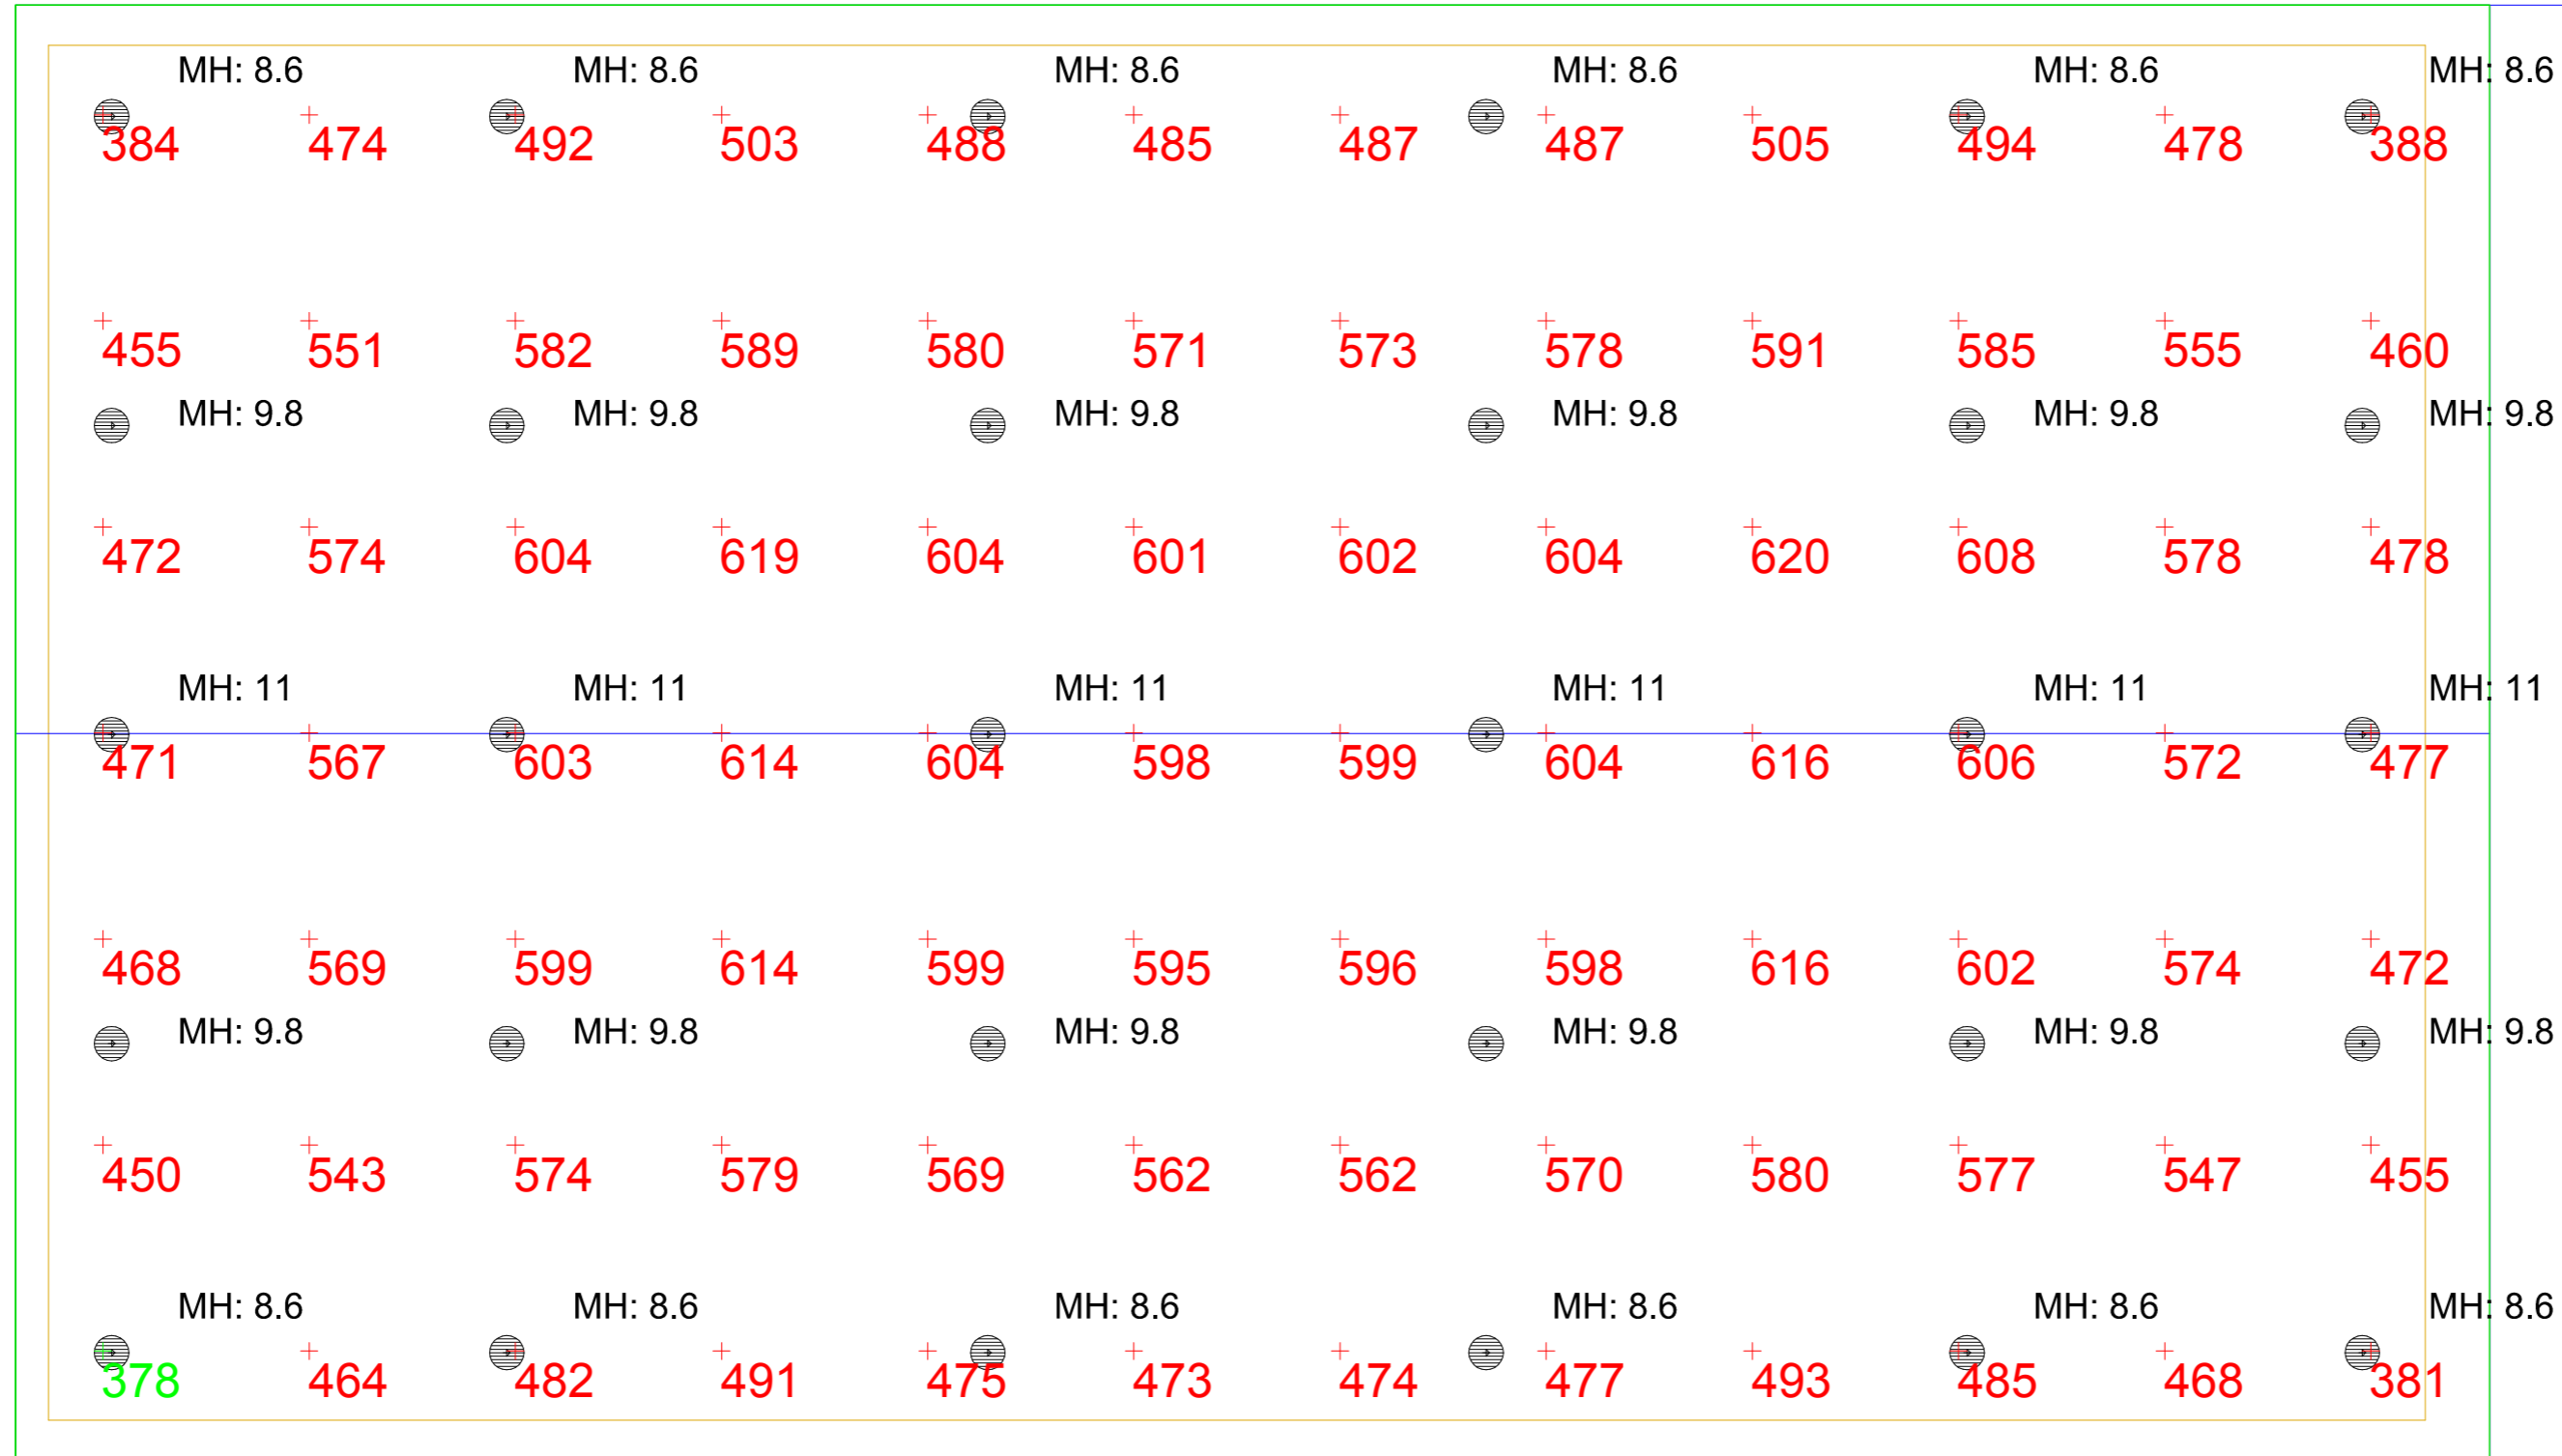 MH: 8.6 MH: 8.6 MH: 8.6 MH: 8.6 MH: 8.6 MH: 8.6
384 474 492 503 488 485 487 487 505 494 478 388
455 551 582 589 580 571 573 578 591 585 555 460
MH: 9.8 MH: 9.8 MH: 9.8 MH: 9.8 MH: 9.8 MH: 9.8
472 574 604 619 604 601 602 604 620 608 578 478
MH: 11 MH: 11 MH: 11 MH: 11 MH: 11 MH: 11
471 567 603 614 604 598 599 604 616 606 572 477
468 569 599 614 599 595 596 598 616 602 574 472
MH: 9.8 MH: 9.8 MH: 9.8 MH: 9.8 MH: 9.8 MH: 9.8
450 543 574 579 569 562 562 570 580 577 547 455
MH: 8.6 MH: 8.6 MH: 8.6 MH: 8.6 MH: 8.6 MH: 8.6
378 464 482 491 475 473 474 477 493 485 468 381